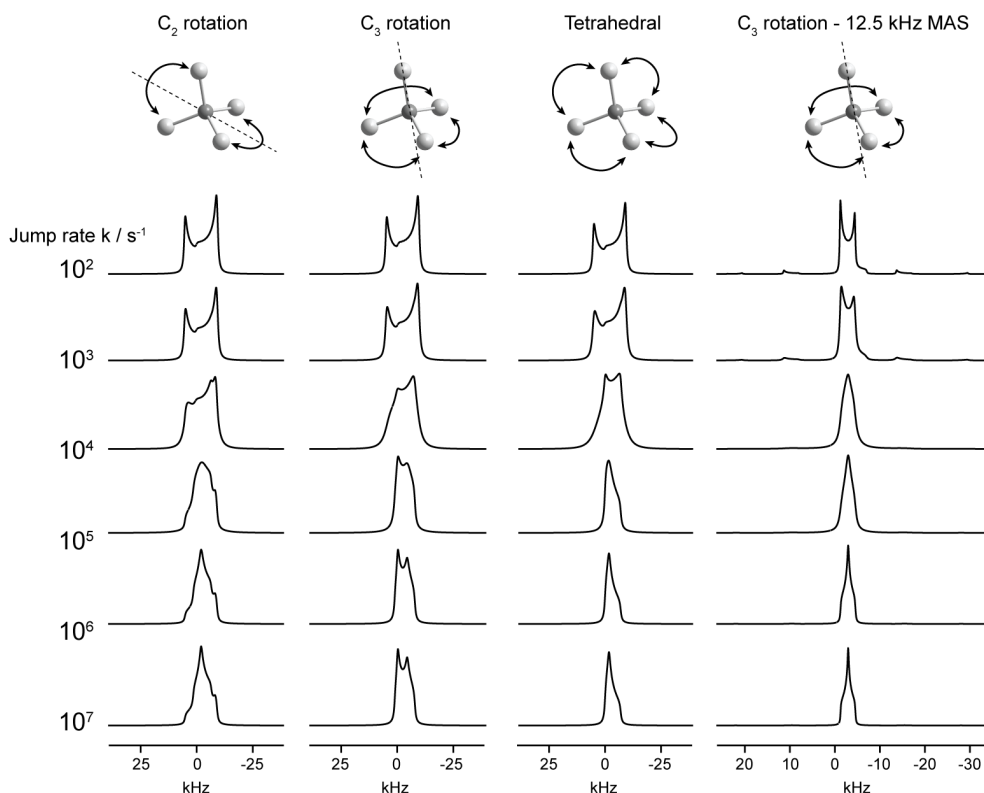 C₂ rotation
C₃ rotation
Tetrahedral
C₃ rotation - 12.5 kHz MAS
Jump rate k / s⁻¹
10²
10³
10⁴
10⁵
10⁶
10⁷
25 0 -25
25 0 -25
25 0 -25
20 10 0 -10 -20 -30
kHz
kHz
kHz
kHz